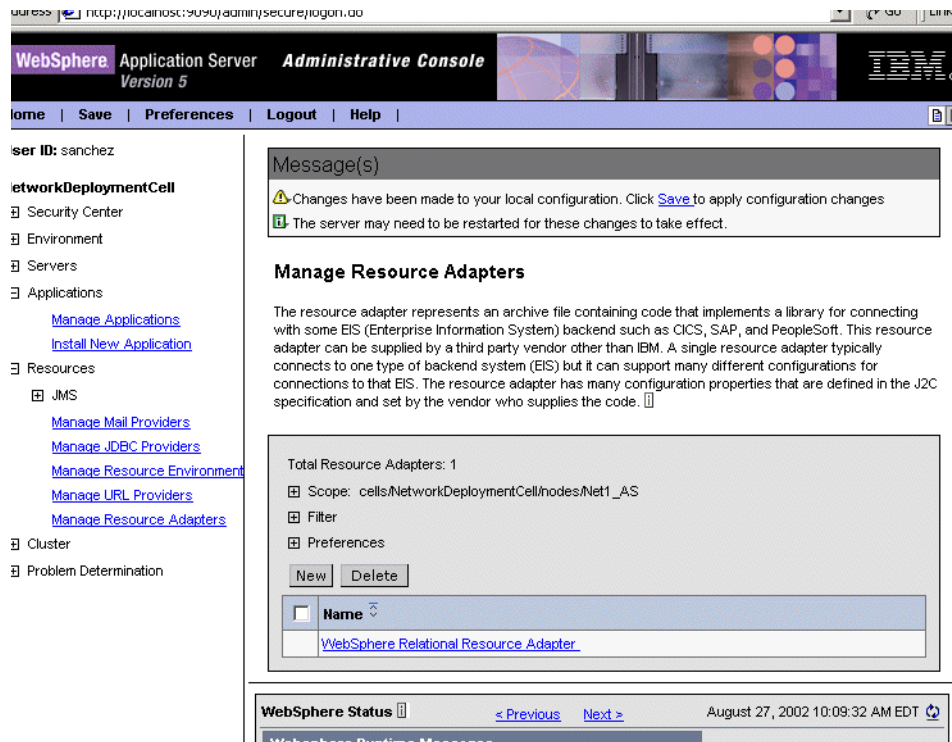 http://localhost:9090/admin/secure/logon.do
WebSphere Application Server Administrative Console
Version 5
IBM.
Save | Preferences | Logout | Help |
User ID: sanchez
NetworkDeploymentCell
Security Center
Environment
Servers
Applications
Manage Applications
Install New Application
Resources
JMS
Manage Mail Providers
Manage JDBC Providers
Manage Resource Environment
Manage URL Providers
Manage Resource Adapters
Cluster
Problem Determination
Message(s)
Changes have been made to your local configuration. Click Save to apply configuration changes
The server may need to be restarted for these changes to take effect.
Manage Resource Adapters
The resource adapter represents an archive file containing code that implements a library for connecting
with some EIS (Enterprise Information System) backend such as CICS, SAP, and PeopleSoft. This resource
adapter can be supplied by a third party vendor other than IBM. A single resource adapter typically
connects to one type of backend system (EIS) but it can support many different configurations for
connections to that EIS. The resource adapter has many configuration properties that are defined in the J2C
specification and set by the vendor who supplies the code. i
Total Resource Adapters: 1
Scope: cells/NetworkDeploymentCell/nodes/Net1_AS
Filter
Preferences
New Delete
Name
WebSphere Relational Resource Adapter
WebSphere Status i < Previous Next > August 27, 2002 10:09:32 AM EDT
Websphere Runtime Messages